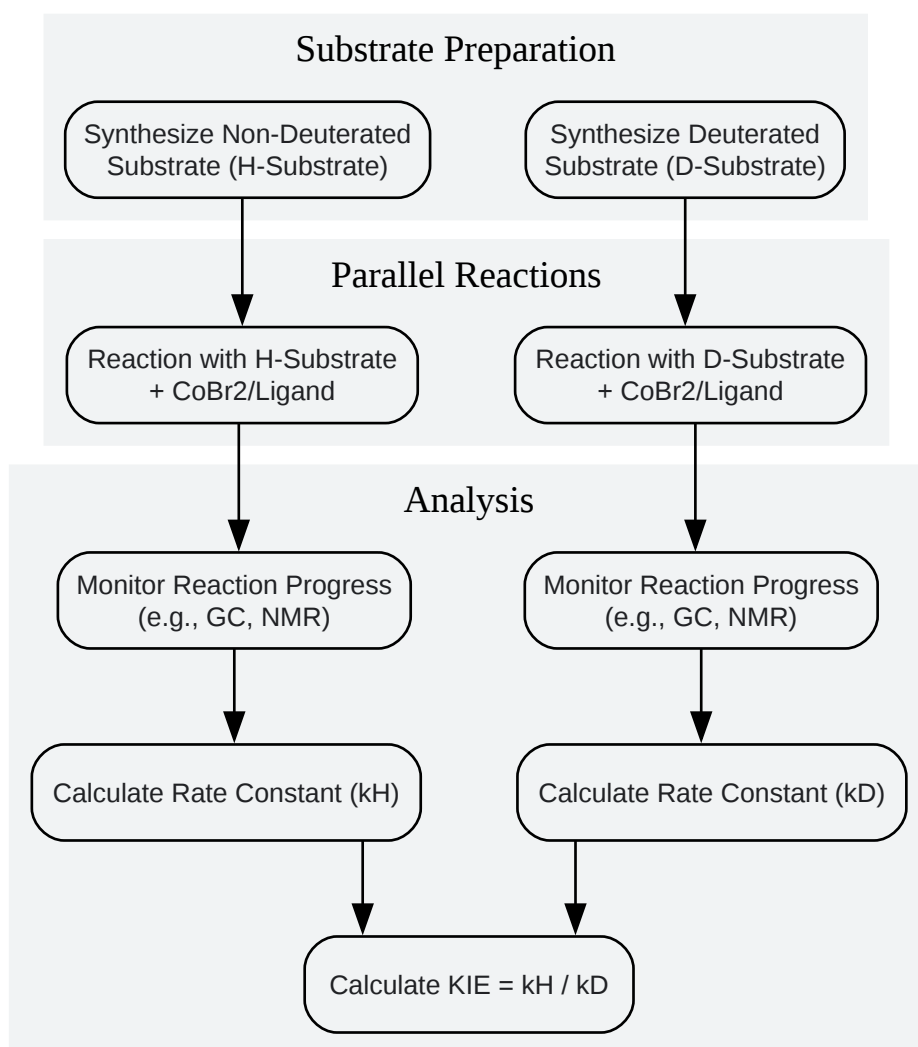 Substrate Preparation
Synthesize Non-Deuterated
Substrate (H-Substrate)
Synthesize Deuterated
Substrate (D-Substrate)
Parallel Reactions
Reaction with H-Substrate
+ CoBr2/Ligand
Reaction with D-Substrate
+ CoBr2/Ligand
Analysis
Monitor Reaction Progress
(e.g., GC, NMR)
Monitor Reaction Progress
(e.g., GC, NMR)
Calculate Rate Constant (kH)
Calculate Rate Constant (kD)
Calculate KIE = kH / kD